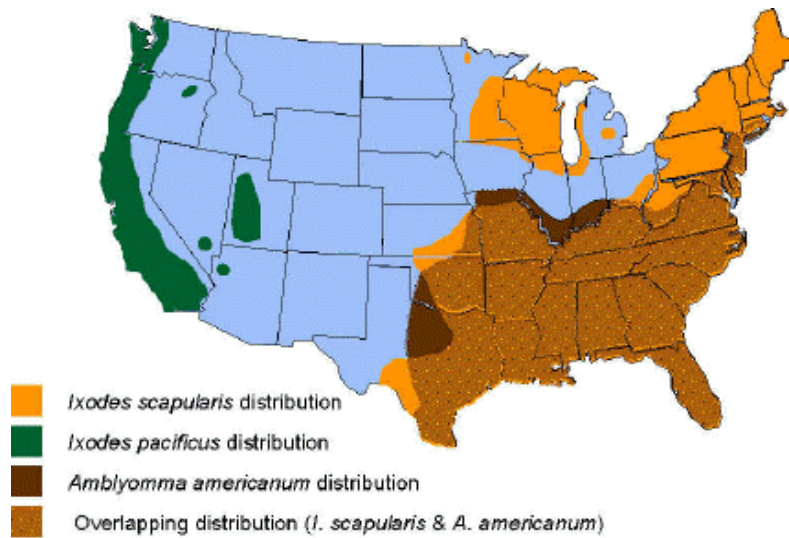 Ixodes scapularis distribution
Ixodes pacificus distribution
Amblyomma americanum distribution
Overlapping distribution (I. scapularis & A. americanum)